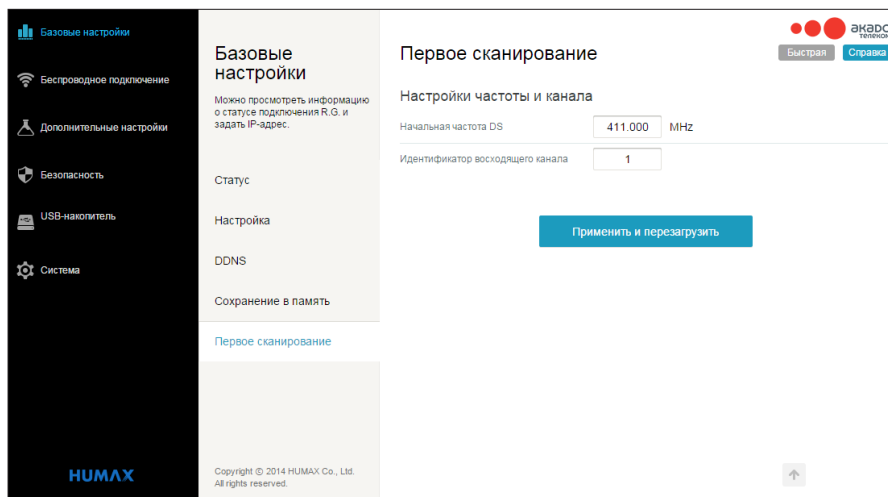 Базовые настройки
Беспроводное подключение
Дополнительные настройки
Безопасность
USB-накопитель
Система
HUMAX
Базовые
настройки
Можно просмотреть информацию
о статусе подключения R.G. и
задать IP-адрес.
Статус
Настройка
DDNS
Сохранение в память
Первое сканирование
Copyright © 2014 HUMAX Co., Ltd.
All rights reserved.
акадо
телеком
Быстрая
Справка
Первое сканирование
Настройки частоты и канала
Начальная частота DS
411.000
MHz
Идентификатор восходящего канала
1
Применить и перезагрузить